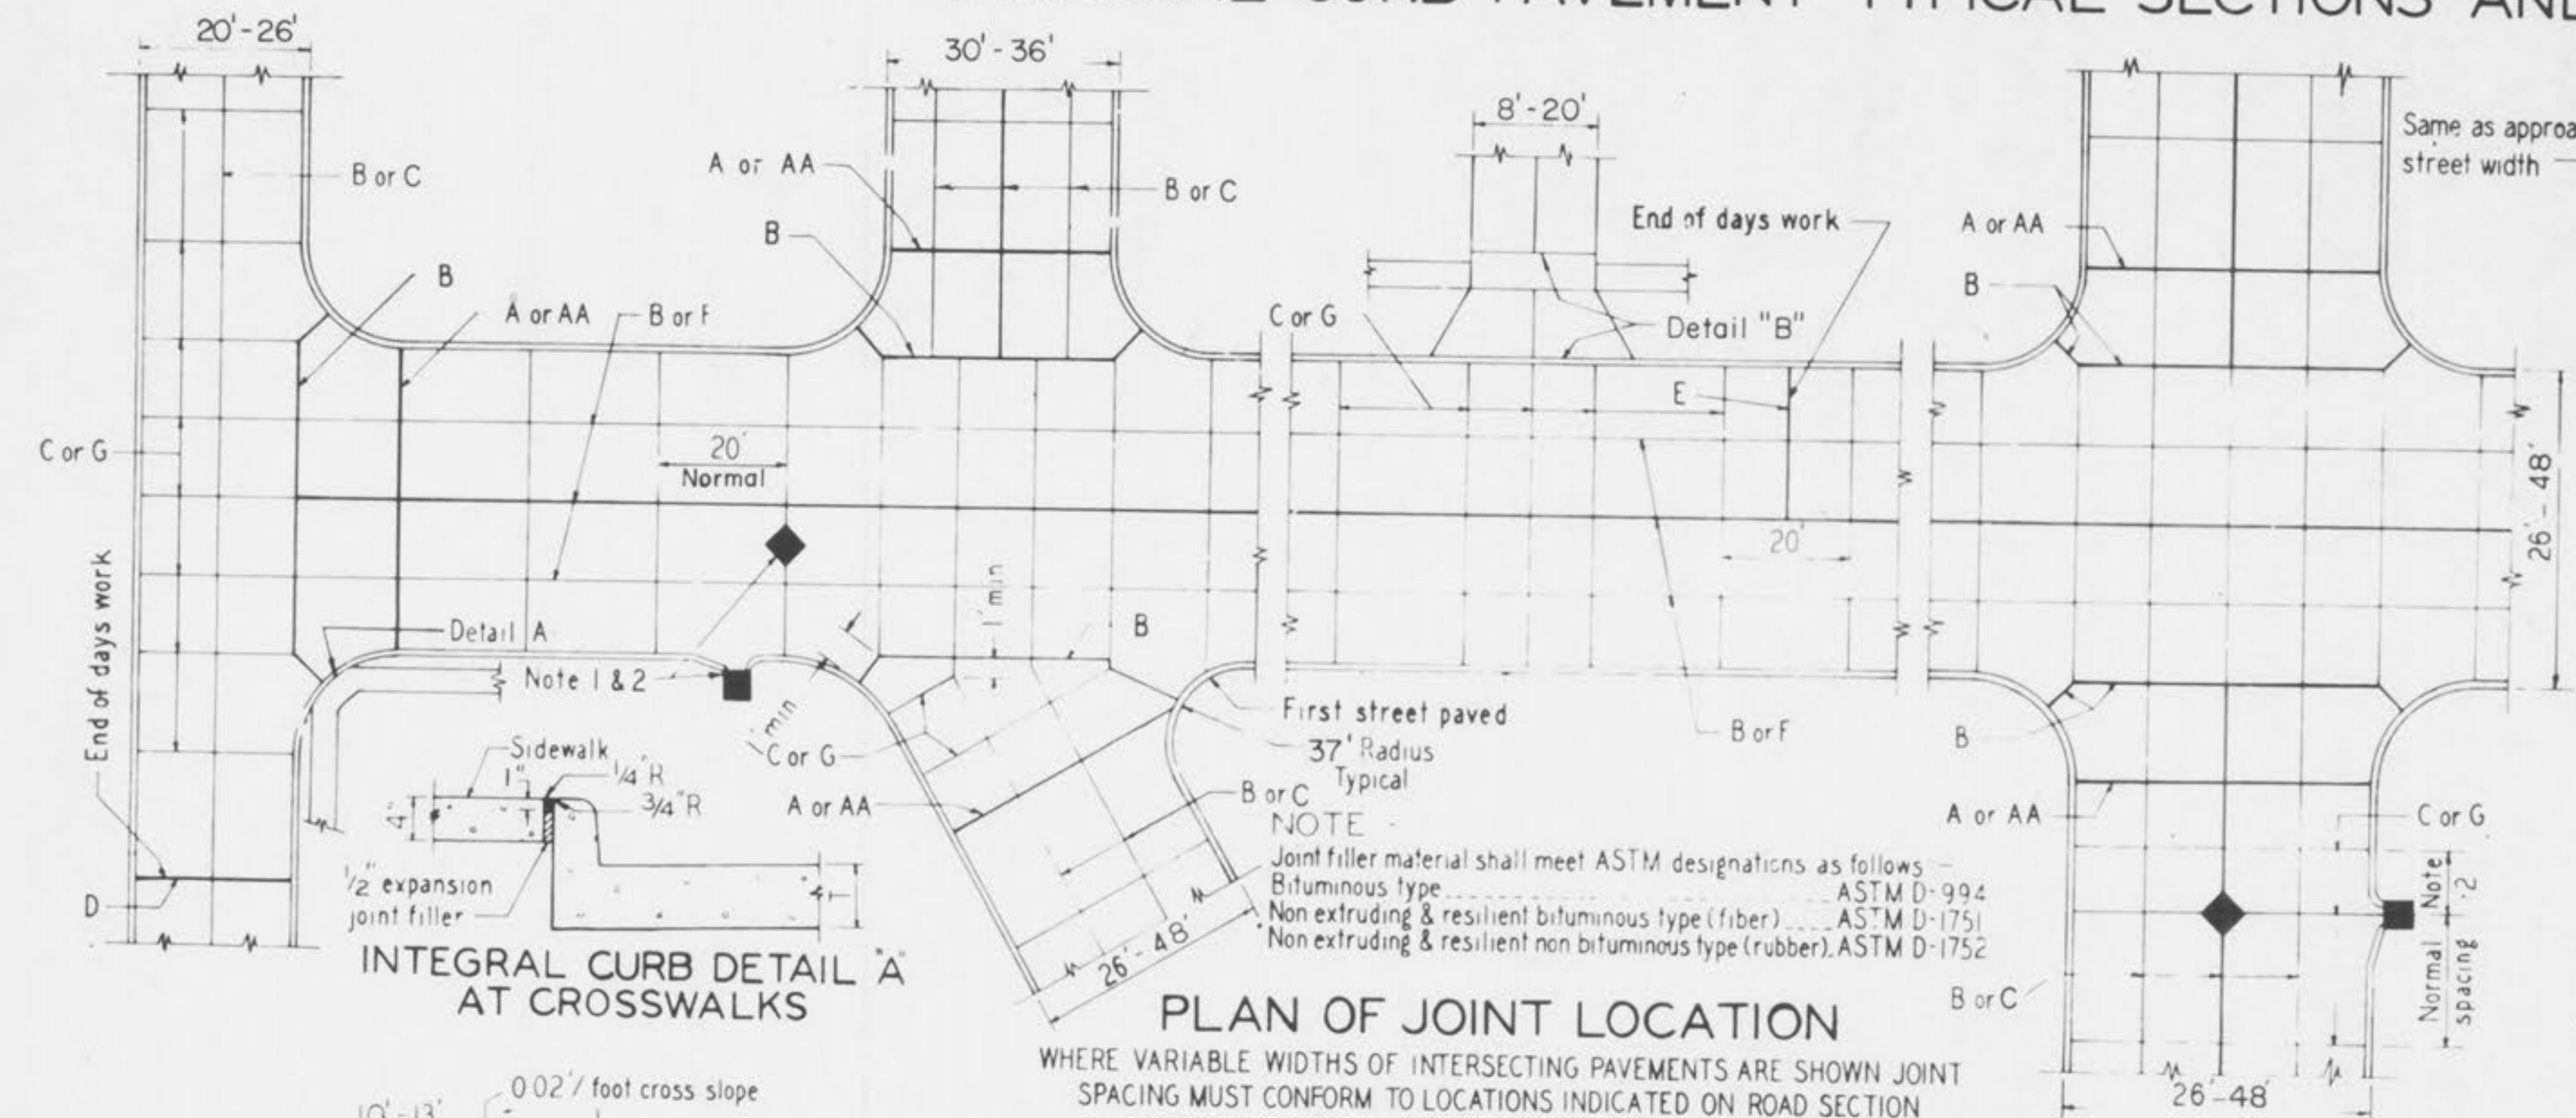 CURB PAVEMENT TYPICAL SECTIONS AND
20'-26'
30'-36'
8'-20'
Same as approa
street width
B or C
A or AA
B or C
B
End of days work
A or AA
B
B
A or AA
B or F
C or G
Detail "B"
E
C or G
20'
Normal
20'
26'-48'
End of days work
Detail A
Note 1 & 2
1' min
B
1' min
C or G
First street paved
37' Radius
Typical
B or F
B
Sidewalk
1"
1/4" R
3/4" R
4"
1/2" expansion
joint filler
D
A or AA
B or C
A or AA
C or G
Normal Note
spacing 2
B or C
26'-48'
26'-48'
NOTE -
Joint filler material shall meet ASTM designations as follows -
Bituminous type ASTM D-994
Non extruding & resilient bituminous type (fiber) ASTM D-1751
Non extruding & resilient non bituminous type (rubber). ASTM D-1752
INTEGRAL CURB DETAIL "A"
AT CROSSWALKS
PLAN OF JOINT LOCATION
WHERE VARIABLE WIDTHS OF INTERSECTING PAVEMENTS ARE SHOWN JOINT
SPACING MUST CONFORM TO LOCATIONS INDICATED ON ROAD SECTION
0.02'/ foot cross slope
10'-13'